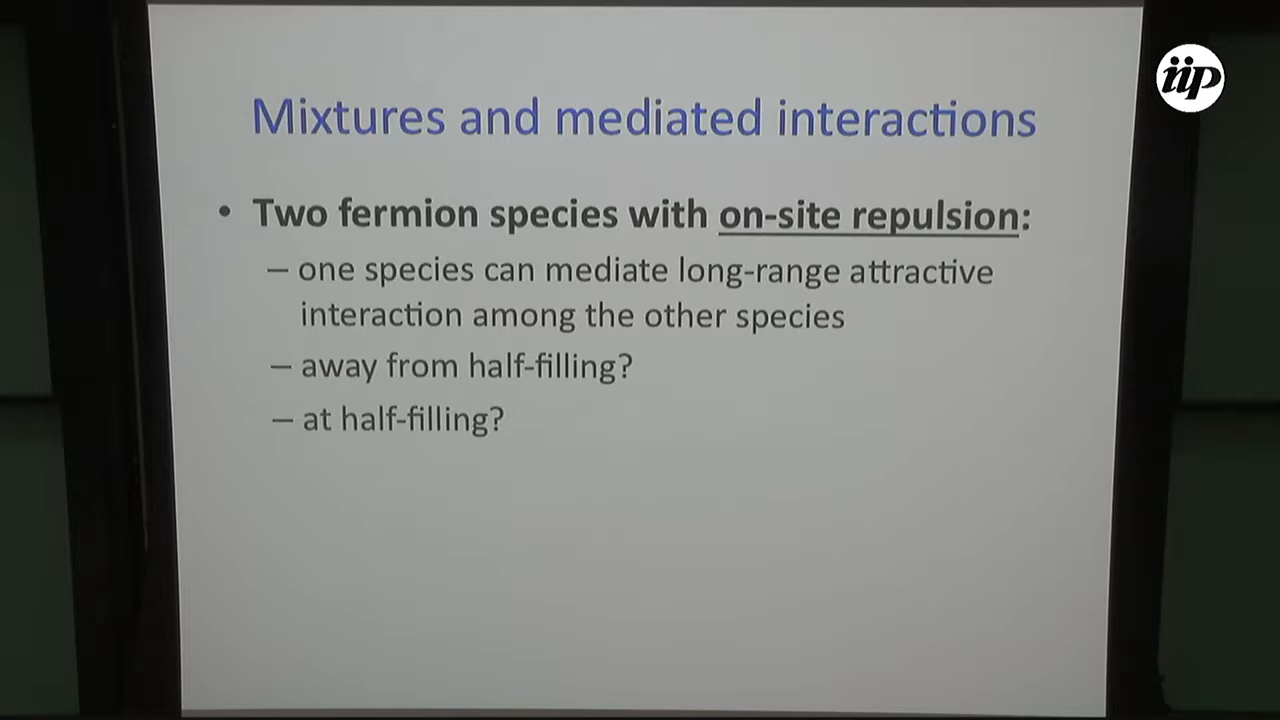 iip
Mixtures and mediated interactions
• Two fermion species with on-site repulsion:
– one species can mediate long-range attractive
interaction among the other species
– away from half-filling?
– at half-filling?